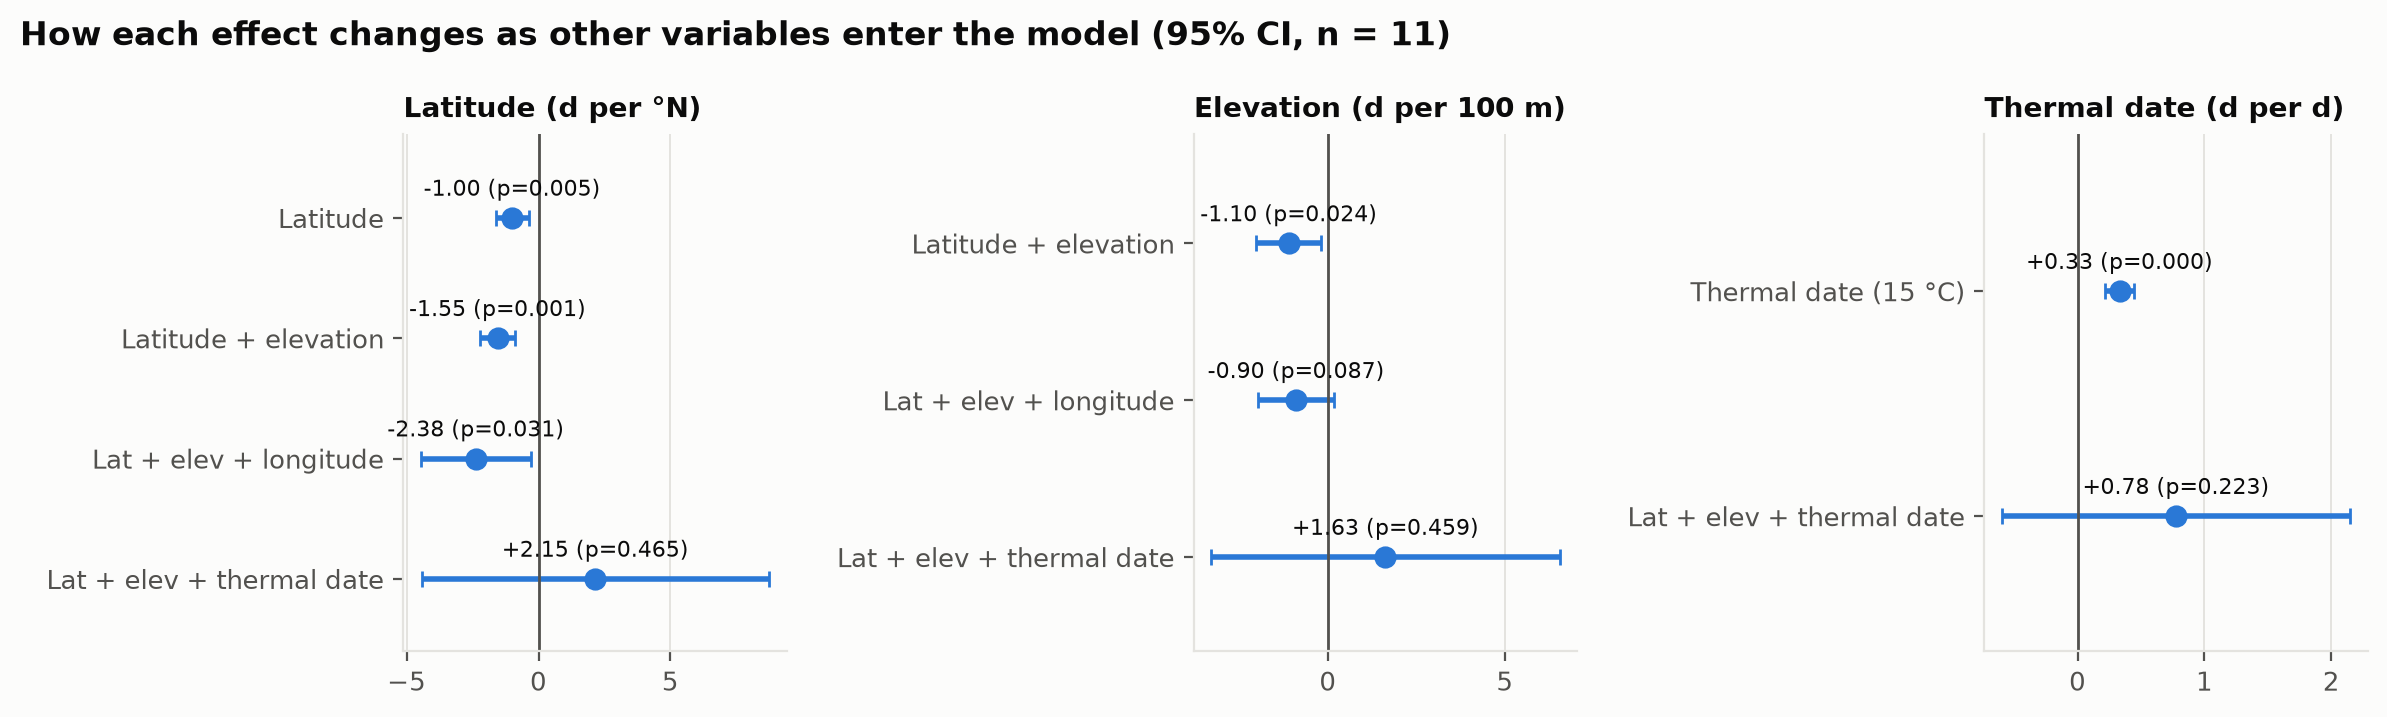 How each effect changes as other variables enter the model (95% CI, n = 11)
Latitude (d per °N)
-1.00 (p=0.005)
Latitude
-1.55 (p=0.001)
Latitude + elevation
-2.38 (p=0.031)
Lat + elev + longitude
+2.15 (p=0.465)
Lat + elev + thermal date
−5 0 5
Elevation (d per 100 m)
-1.10 (p=0.024)
Latitude + elevation
-0.90 (p=0.087)
Lat + elev + longitude
+1.63 (p=0.459)
Lat + elev + thermal date
0 5
Thermal date (d per d)
+0.33 (p=0.000)
Thermal date (15 °C)
+0.78 (p=0.223)
Lat + elev + thermal date
0 1 2